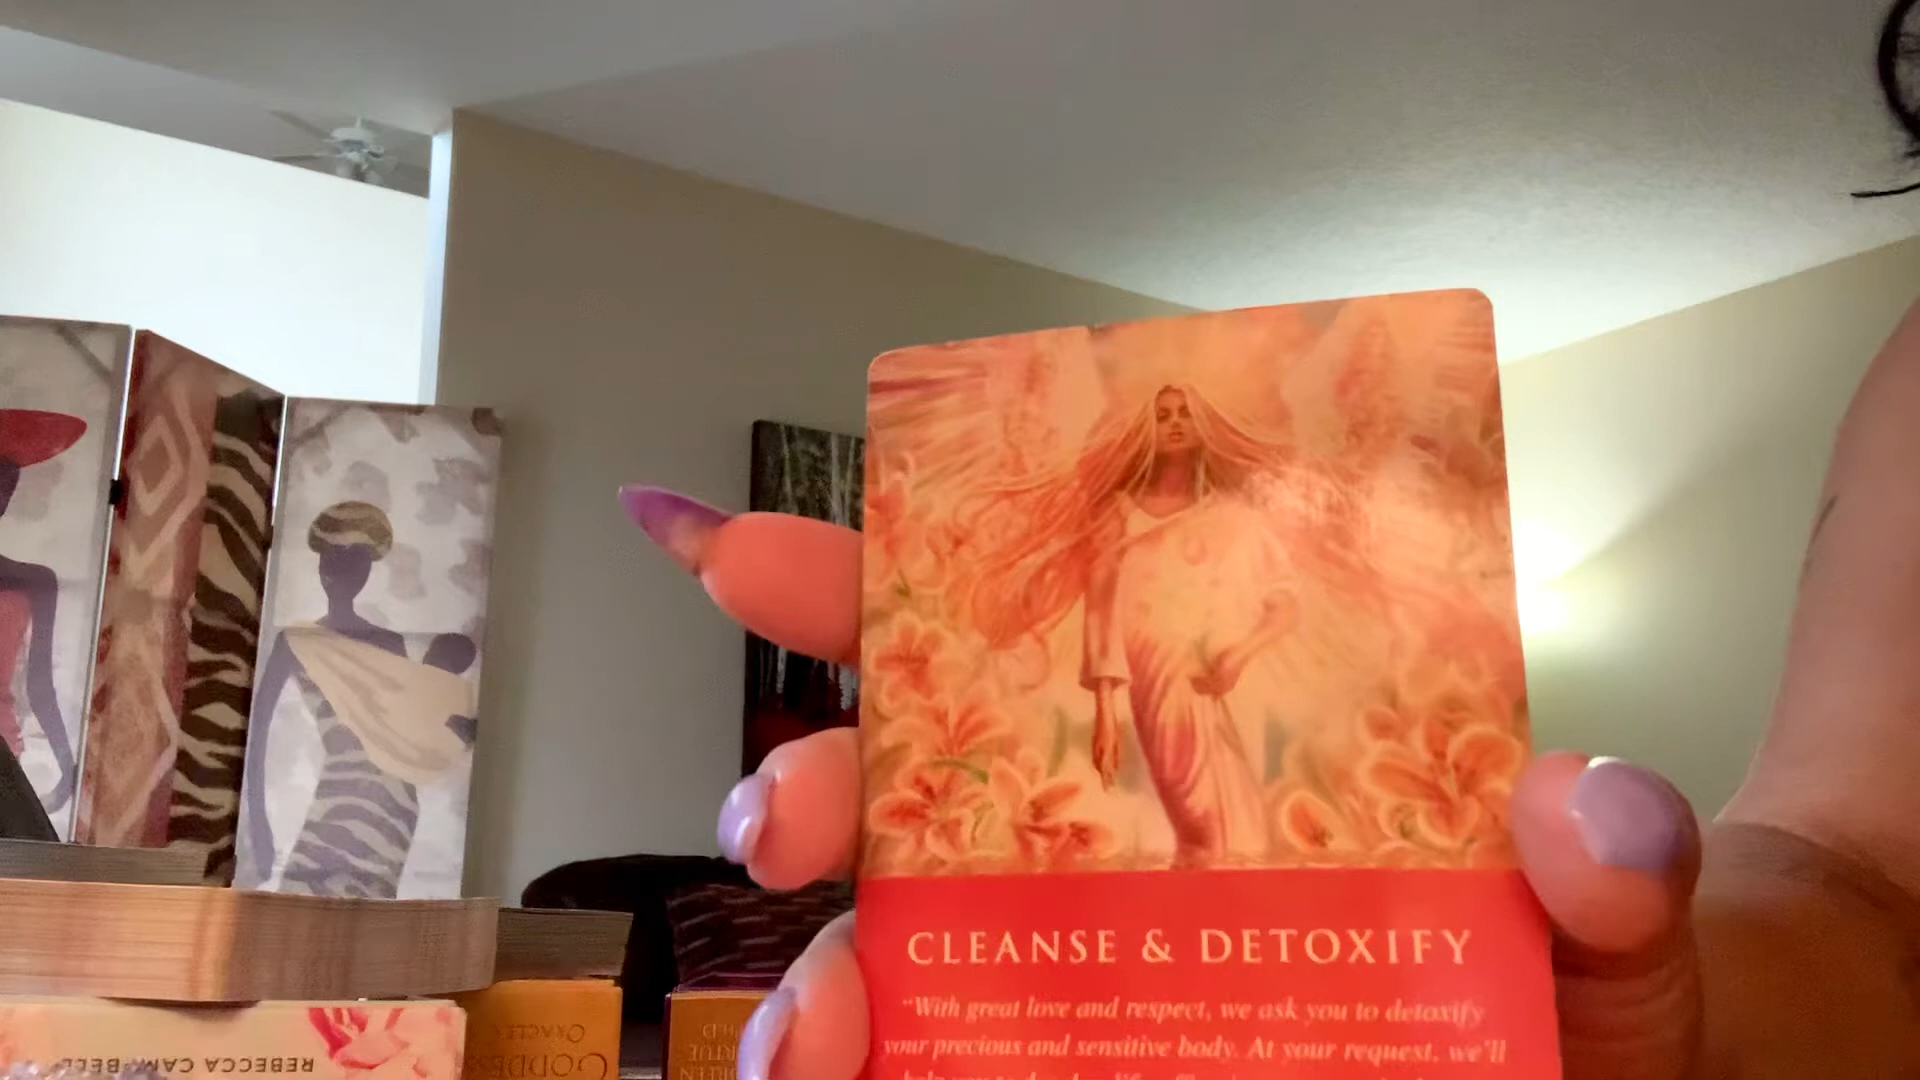 CLEANSE & DETOXIFY
"With great love and respect, we ask you to detoxify
your precious and sensitive body. At your request, we'll
REBECCA CAMPBELL
GODDESS
ORACLE